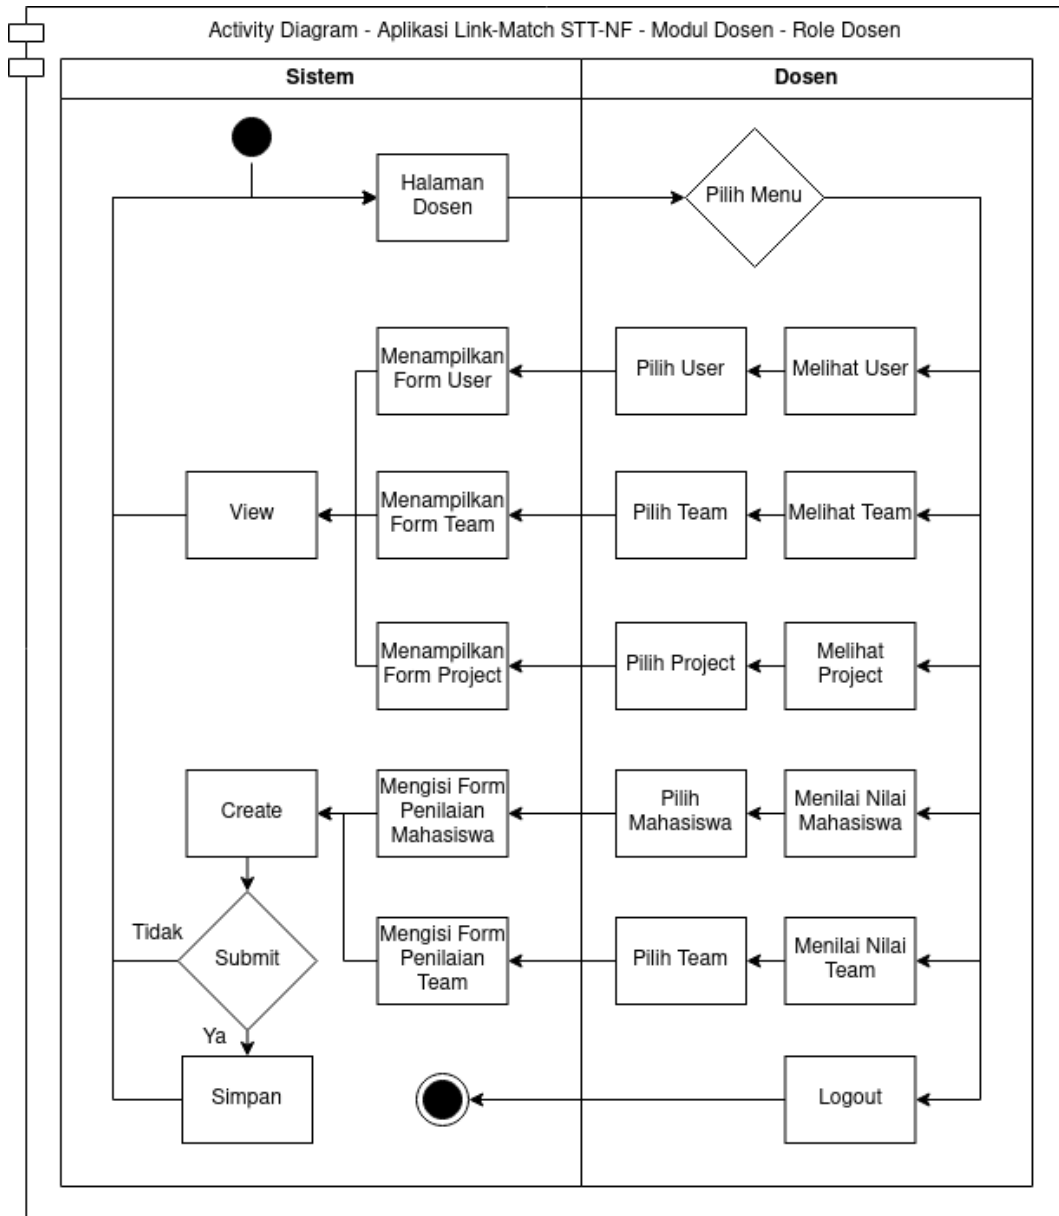 Activity Diagram - Aplikasi Link-Match STT-NF - Modul Dosen - Role Dosen
Sistem
Dosen
Halaman
Dosen
Pilih Menu
Menampilkan
Form User
Pilih User
Melihat User
View
Menampilkan
Form Team
Pilih Team
Melihat Team
Menampilkan
Form Project
Pilih Project
Melihat
Project
Create
Mengisi Form
Penilaian
Mahasiswa
Pilih
Mahasiswa
Menilai Nilai
Mahasiswa
Tidak
Submit
Mengisi Form
Penilaian
Team
Pilih Team
Menilai Nilai
Team
Ya
Simpan
Logout